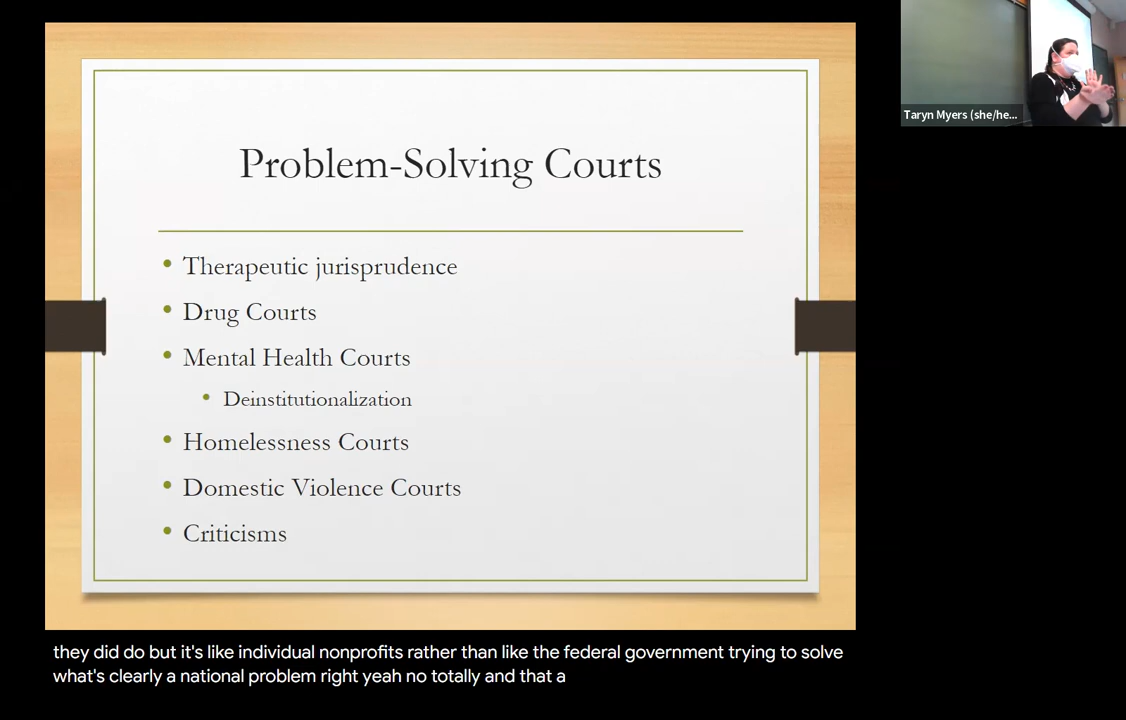 Taryn Myers (she/he...
Problem-Solving Courts
Therapeutic jurisprudence
Drug Courts
Mental Health Courts
Deinstitutionalization
Homelessness Courts
Domestic Violence Courts
Criticisms
they did do but it's like individual nonprofits rather than like the federal government trying to solve
what's clearly a national problem right yeah no totally and that a